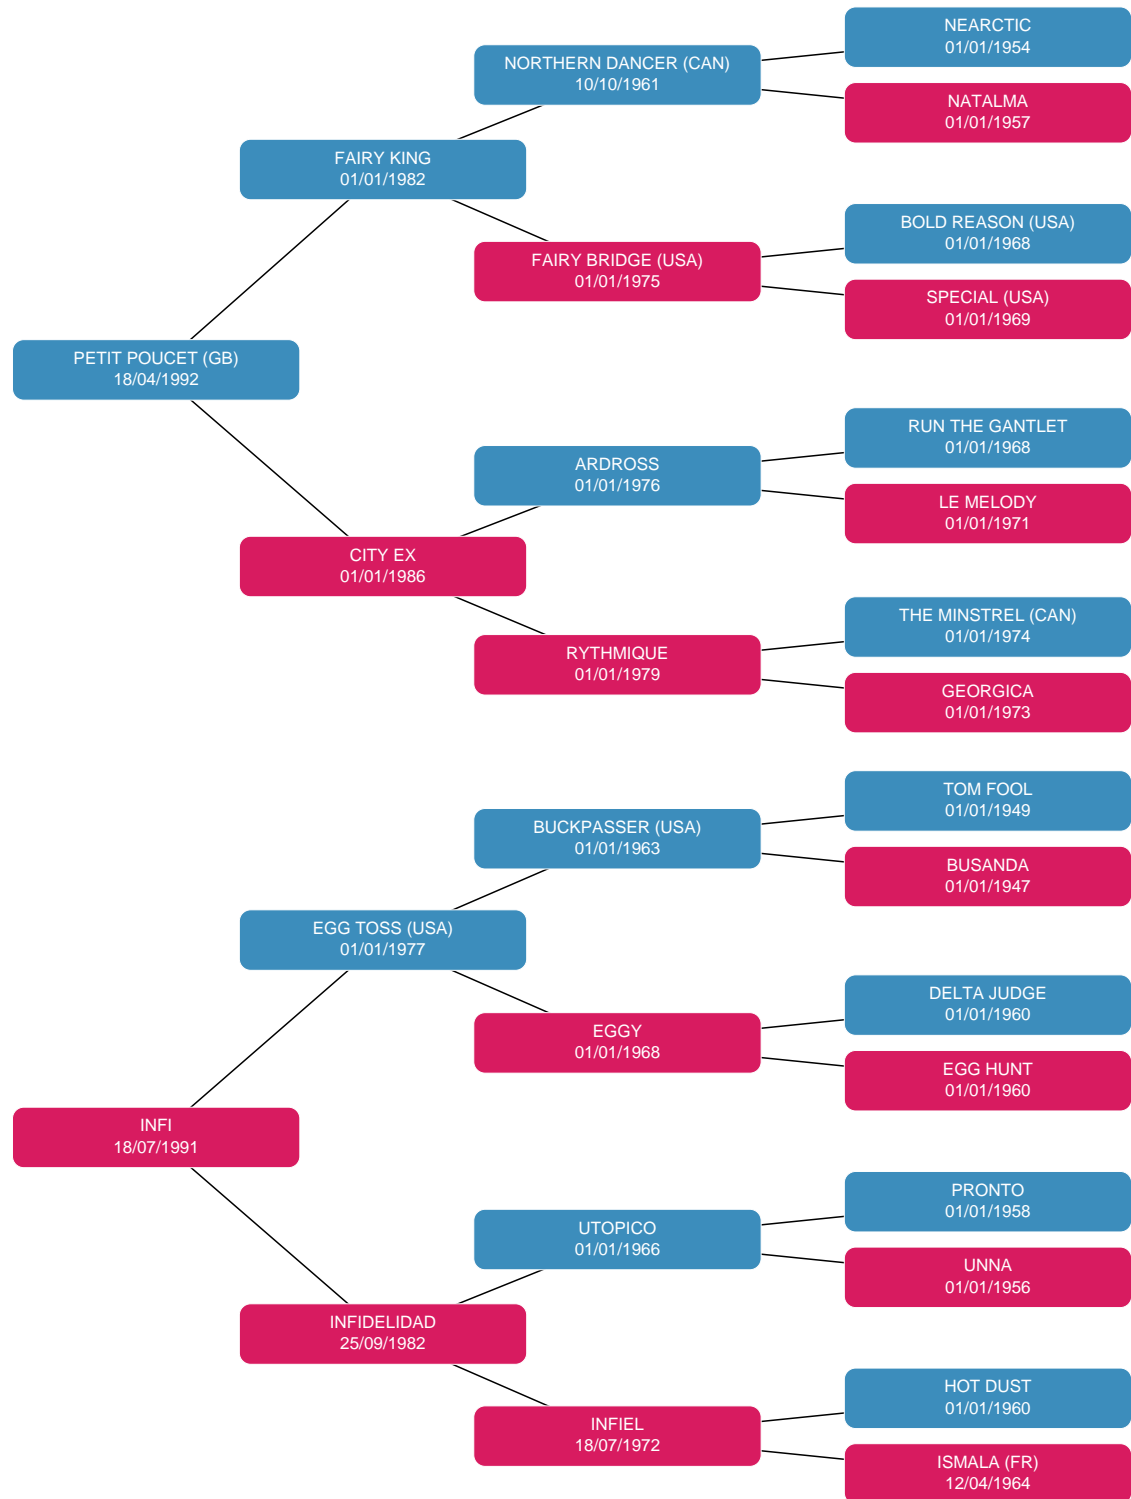 NEARCTIC
01/01/1954
NORTHERN DANCER (CAN)
10/10/1961
NATALMA
01/01/1957
FAIRY KING
01/01/1982
BOLD REASON (USA)
01/01/1968
FAIRY BRIDGE (USA)
01/01/1975
SPECIAL (USA)
01/01/1969
PETIT POUCET (GB)
18/04/1992
RUN THE GANTLET
01/01/1968
ARDROSS
01/01/1976
LE MELODY
01/01/1971
CITY EX
01/01/1986
THE MINSTREL (CAN)
01/01/1974
RYTHMIQUE
01/01/1979
GEORGICA
01/01/1973
TOM FOOL
01/01/1949
BUCKPASSER (USA)
01/01/1963
BUSANDA
01/01/1947
EGG TOSS (USA)
01/01/1977
DELTA JUDGE
01/01/1960
EGGY
01/01/1968
EGG HUNT
01/01/1960
INFI
18/07/1991
PRONTO
01/01/1958
UTOPICO
01/01/1966
UNNA
01/01/1956
INFIDELIDAD
25/09/1982
HOT DUST
01/01/1960
INFIEL
18/07/1972
ISMALA (FR)
12/04/1964